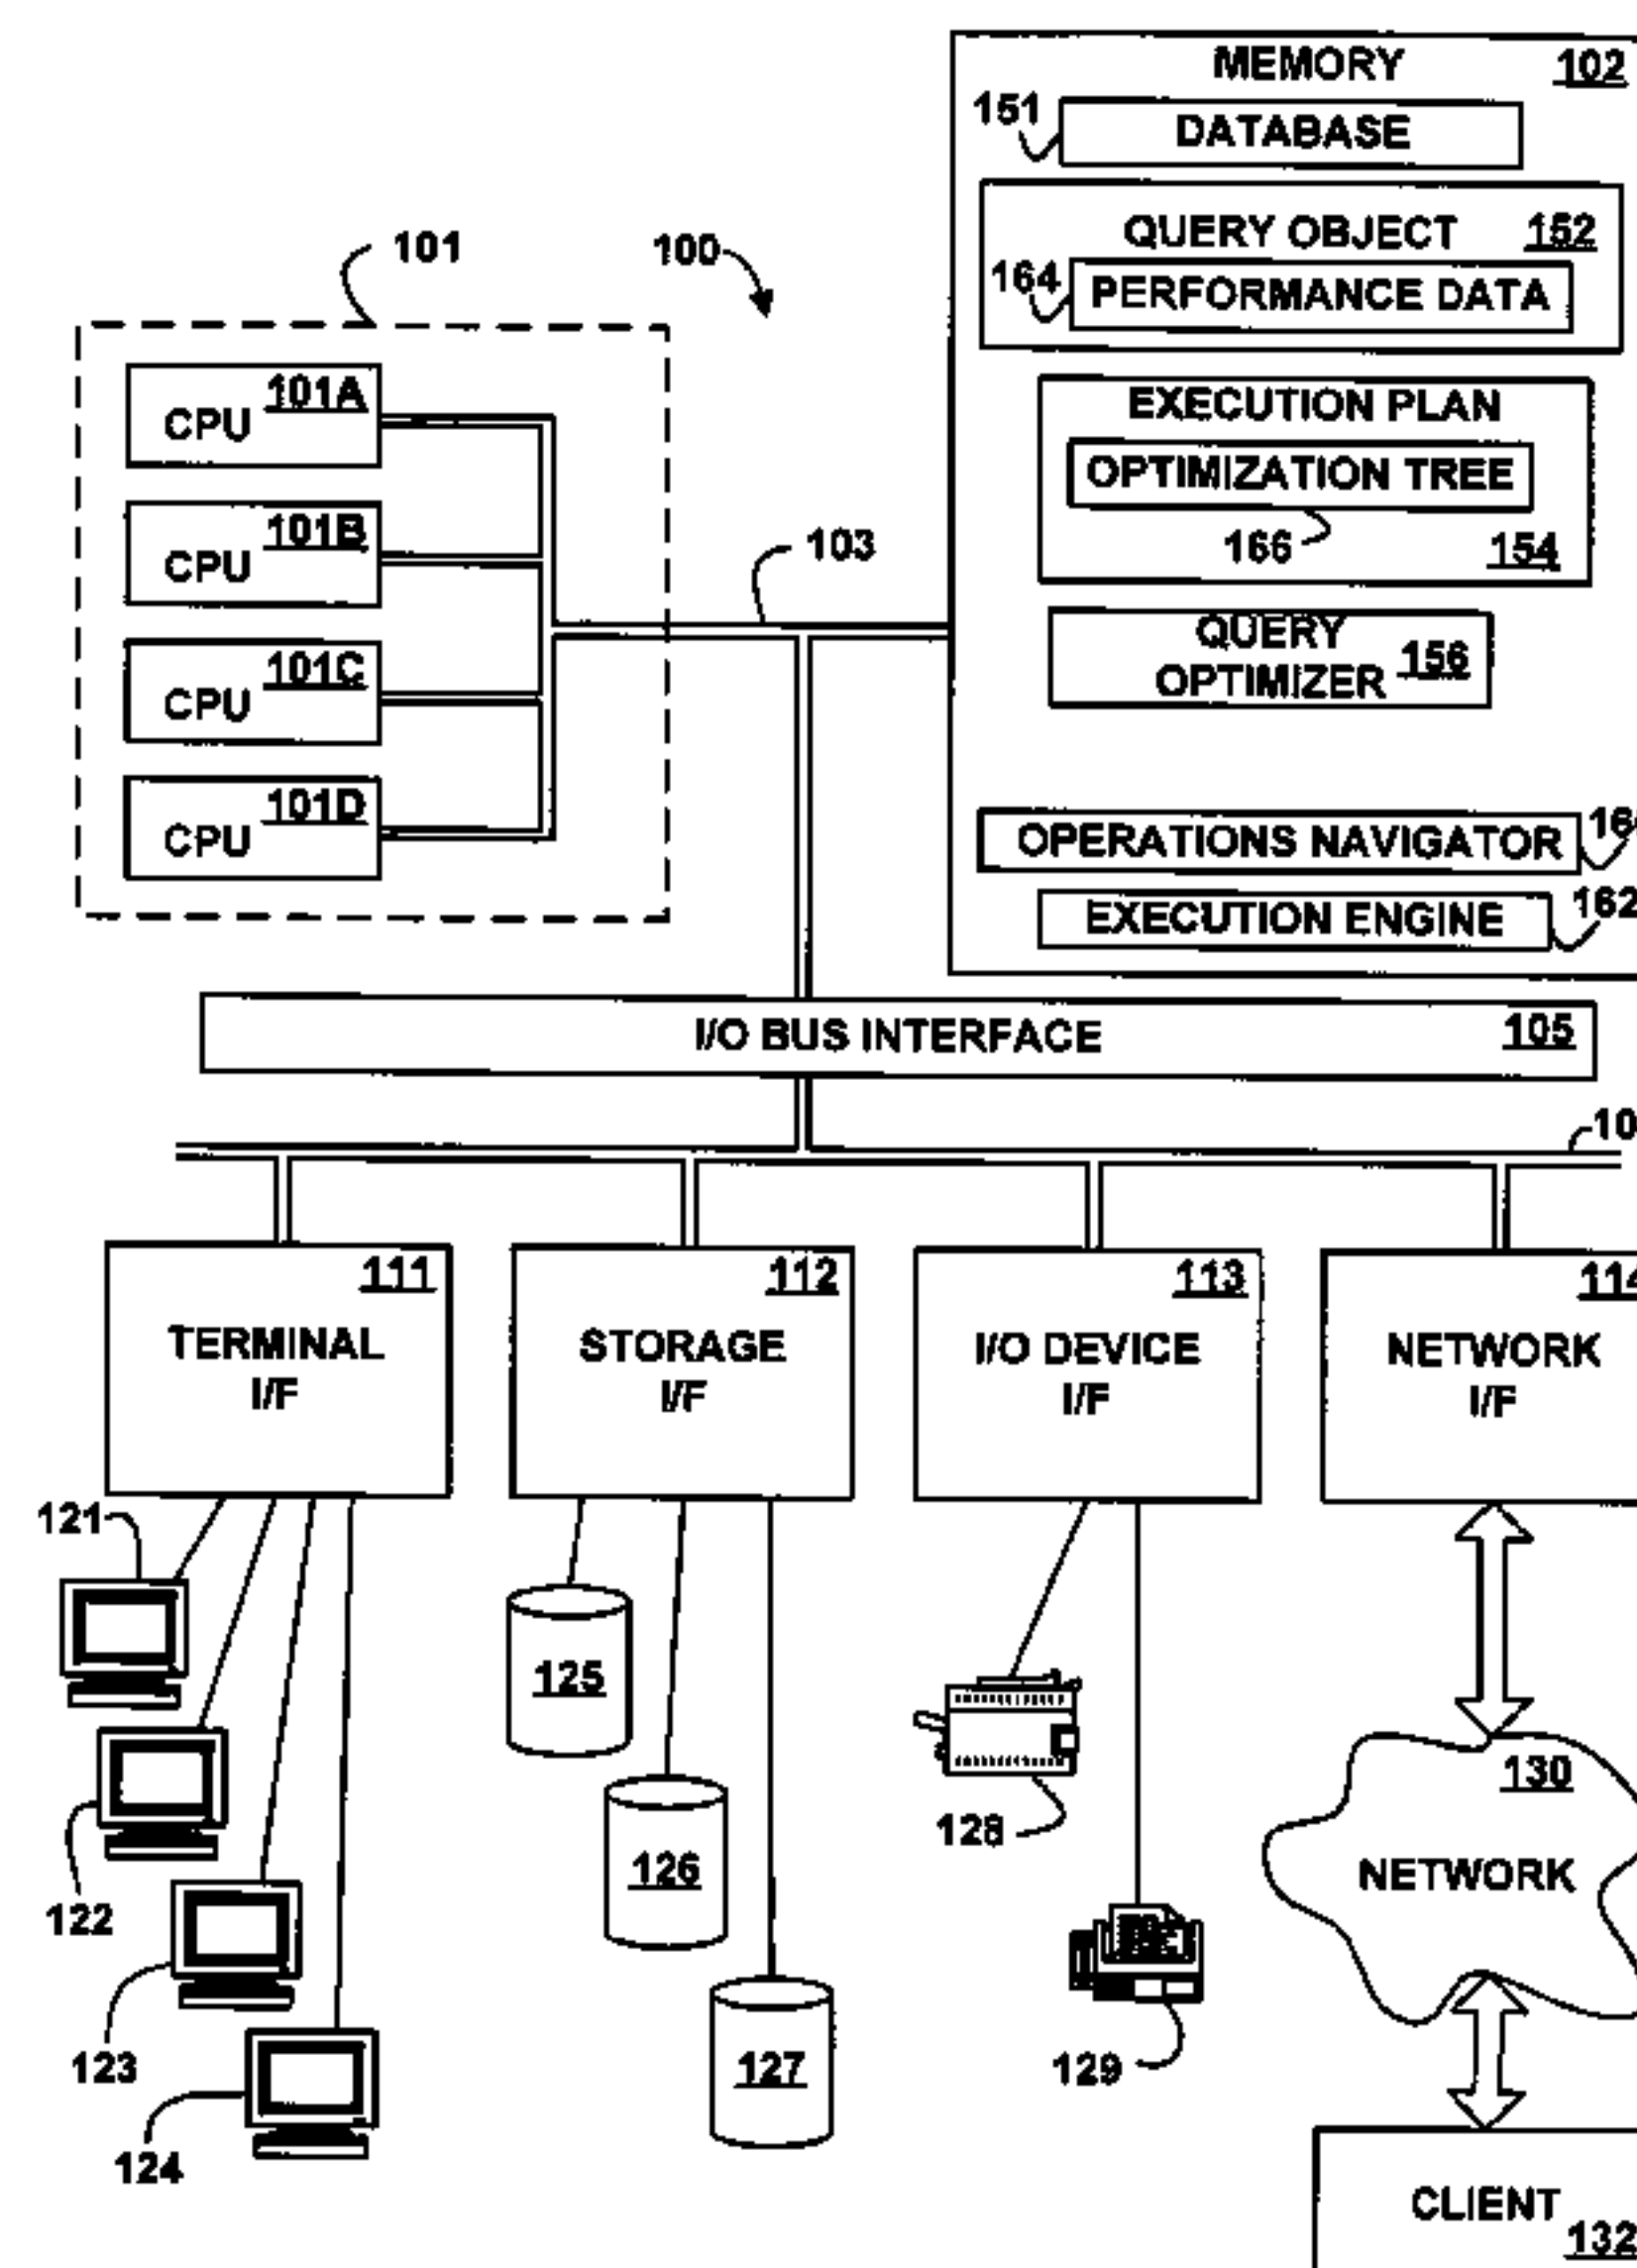 MEMORY 102
151
DATABASE
QUERY OBJECT 152
164
PERFORMANCE DATA
EXECUTION PLAN
OPTIMIZATION TREE
166
154
QUERY
OPTIMIZER 156
OPERATIONS NAVIGATOR
EXECUTION ENGINE
162
101
100
101A
CPU
101B
CPU
101C
CPU
101D
CPU
103
I/O BUS INTERFACE 105
111
TERMINAL
I/F
112
STORAGE
I/F
113
I/O DEVICE
I/F
114
NETWORK
I/F
121
122
123
124
125
126
127
128
129
130
NETWORK
CLIENT
132